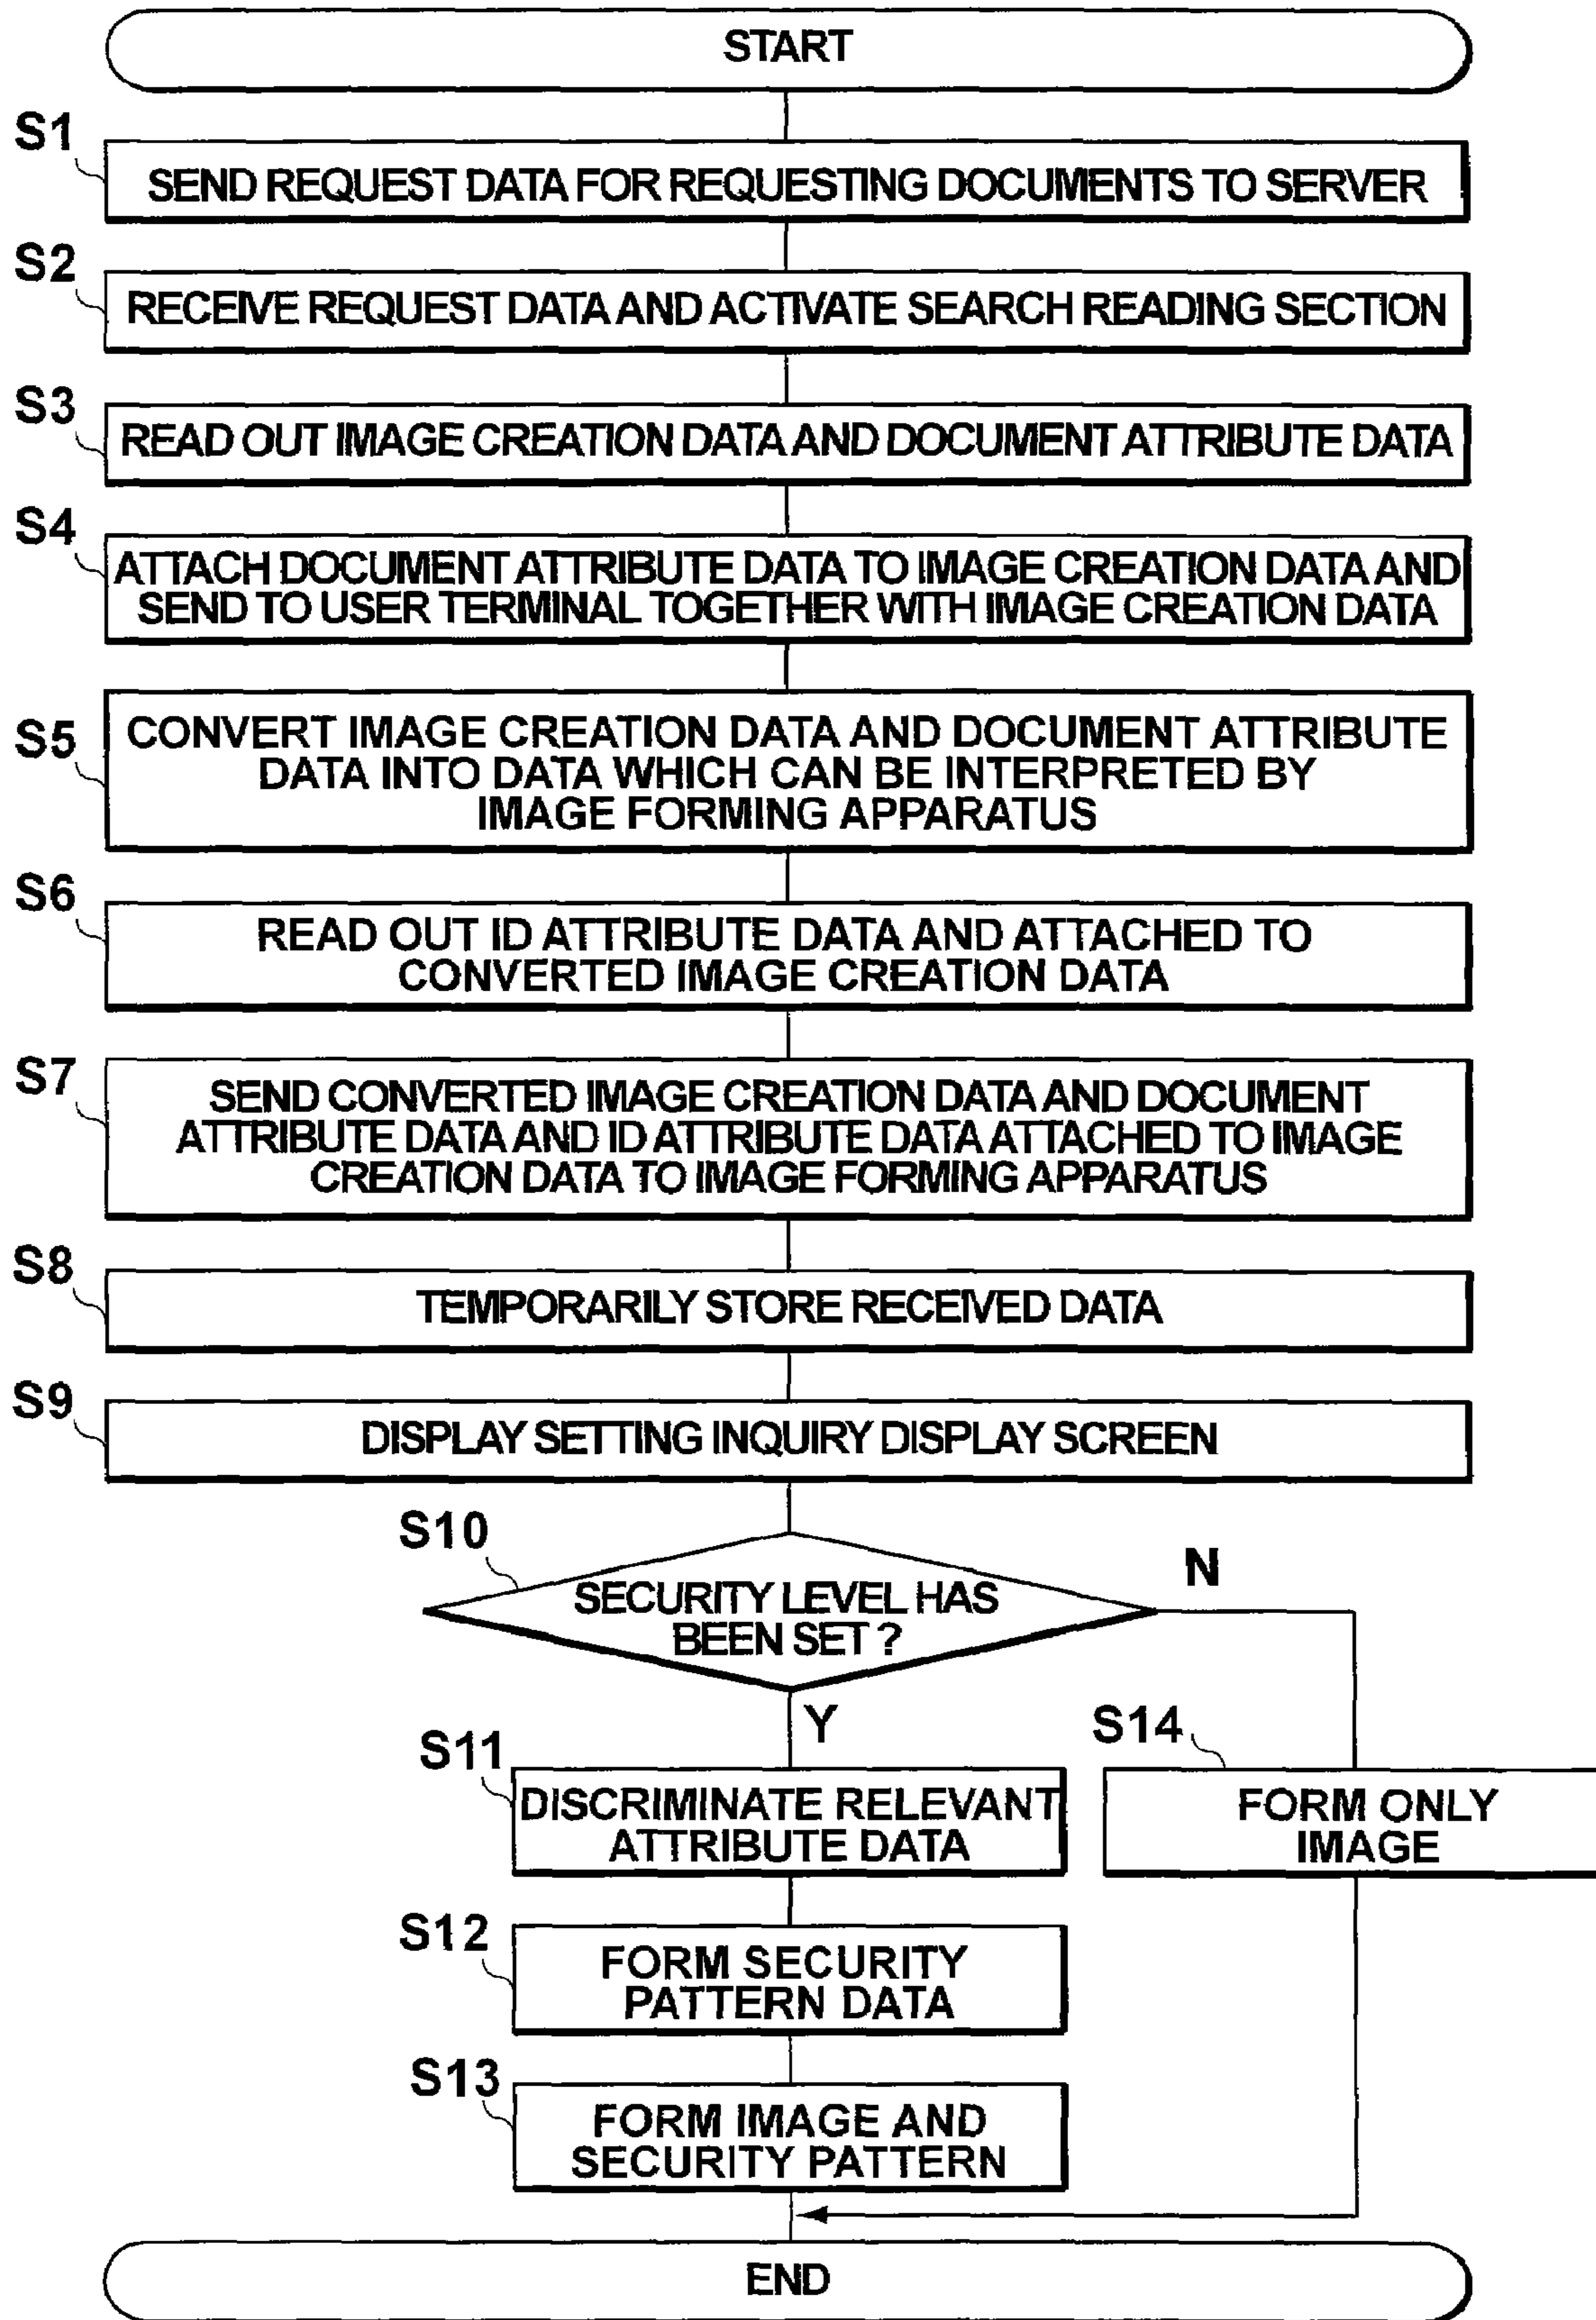 START
S1
SEND REQUEST DATA FOR REQUESTING DOCUMENTS TO SERVER
S2
RECEIVE REQUEST DATA AND ACTIVATE SEARCH READING SECTION
S3
READ OUT IMAGE CREATION DATA AND DOCUMENT ATTRIBUTE DATA
S4
ATTACH DOCUMENT ATTRIBUTE DATA TO IMAGE CREATION DATA AND
SEND TO USER TERMINAL TOGETHER WITH IMAGE CREATION DATA
S5
CONVERT IMAGE CREATION DATA AND DOCUMENT ATTRIBUTE
DATA INTO DATA WHICH CAN BE INTERPRETED BY
IMAGE FORMING APPARATUS
S6
READ OUT ID ATTRIBUTE DATA AND ATTACHED TO
CONVERTED IMAGE CREATION DATA
S7
SEND CONVERTED IMAGE CREATION DATA AND DOCUMENT
ATTRIBUTE DATA AND ID ATTRIBUTE DATA ATTACHED TO IMAGE
CREATION DATA TO IMAGE FORMING APPARATUS
S8
TEMPORARILY STORE RECEIVED DATA
S9
DISPLAY SETTING INQUIRY DISPLAY SCREEN
S10
SECURITY LEVEL HAS
BEEN SET ?
N
Y
S11
DISCRIMINATE RELEVANT
ATTRIBUTE DATA
S14
FORM ONLY
IMAGE
S12
FORM SECURITY
PATTERN DATA
S13
FORM IMAGE AND
SECURITY PATTERN
END